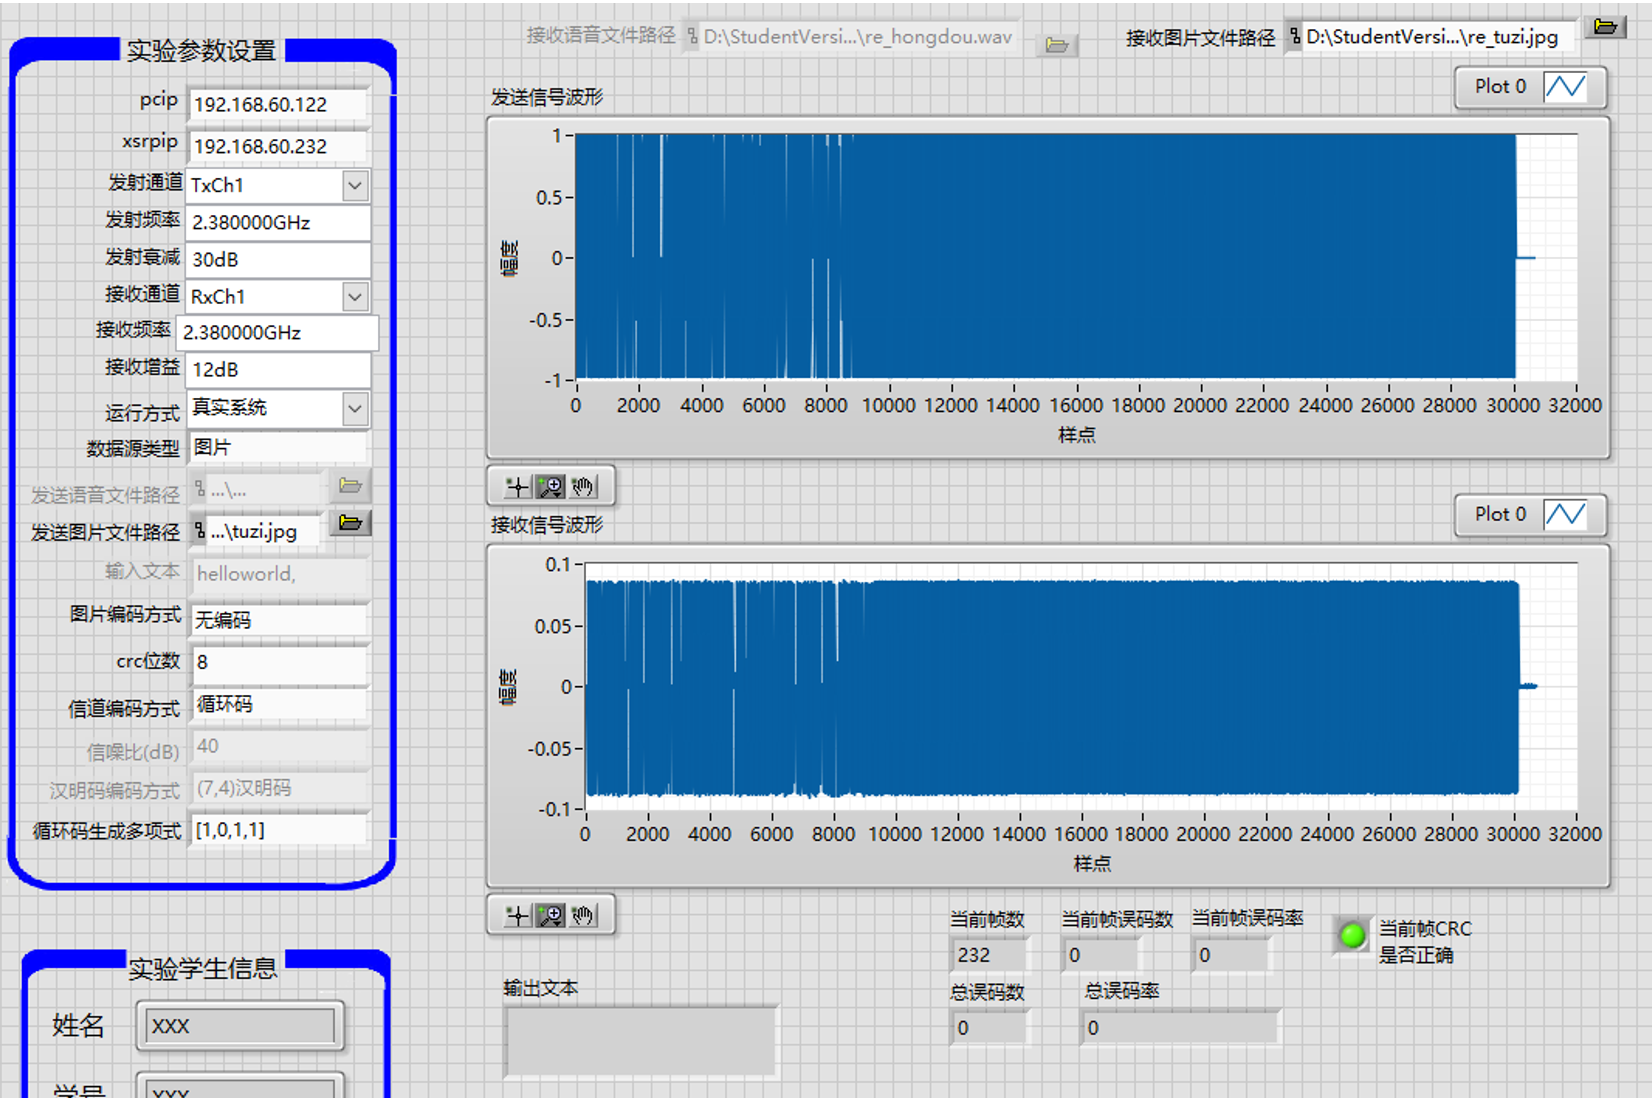 实验参数设置
pcip 192.168.60.122
xsrpip 192.168.60.232
发射通道 TxCh1
发射频率 2.380000GHz
发射衰减 30dB
接收通道 RxCh1
接收频率 2.380000GHz
接收增益 12dB
运行方式 真实系统
数据源类型 图片
发送语音文件路径 ...\...
发送图片文件路径 ...\tuzi.jpg
输入文本 helloworld,
图片编码方式 无编码
crc位数 8
信道编码方式 循环码
信噪比(dB) 40
汉明码编码方式 (7,4)汉明码
循环码生成多项式 [1,0,1,1]
实验学生信息
姓名 XXX
学号 XXX
接收语音文件路径 D:\StudentVersi...\re_hongdou.wav
接收图片文件路径 D:\StudentVersi...\re_tuzi.jpg
发送信号波形
Plot 0
幅度
1
0.5
0
-0.5
-1
0 2000 4000 6000 8000 10000 12000 14000 16000 18000 20000 22000 24000 26000 28000 30000 32000
样点
接收信号波形
Plot 0
幅度
0.1
0.05
0
-0.05
-0.1
0 2000 4000 6000 8000 10000 12000 14000 16000 18000 20000 22000 24000 26000 28000 30000 32000
样点
输出文本
当前帧数 当前帧误码数 当前帧误码率
232 0 0
当前帧CRC
是否正确
总误码数 总误码率
0 0